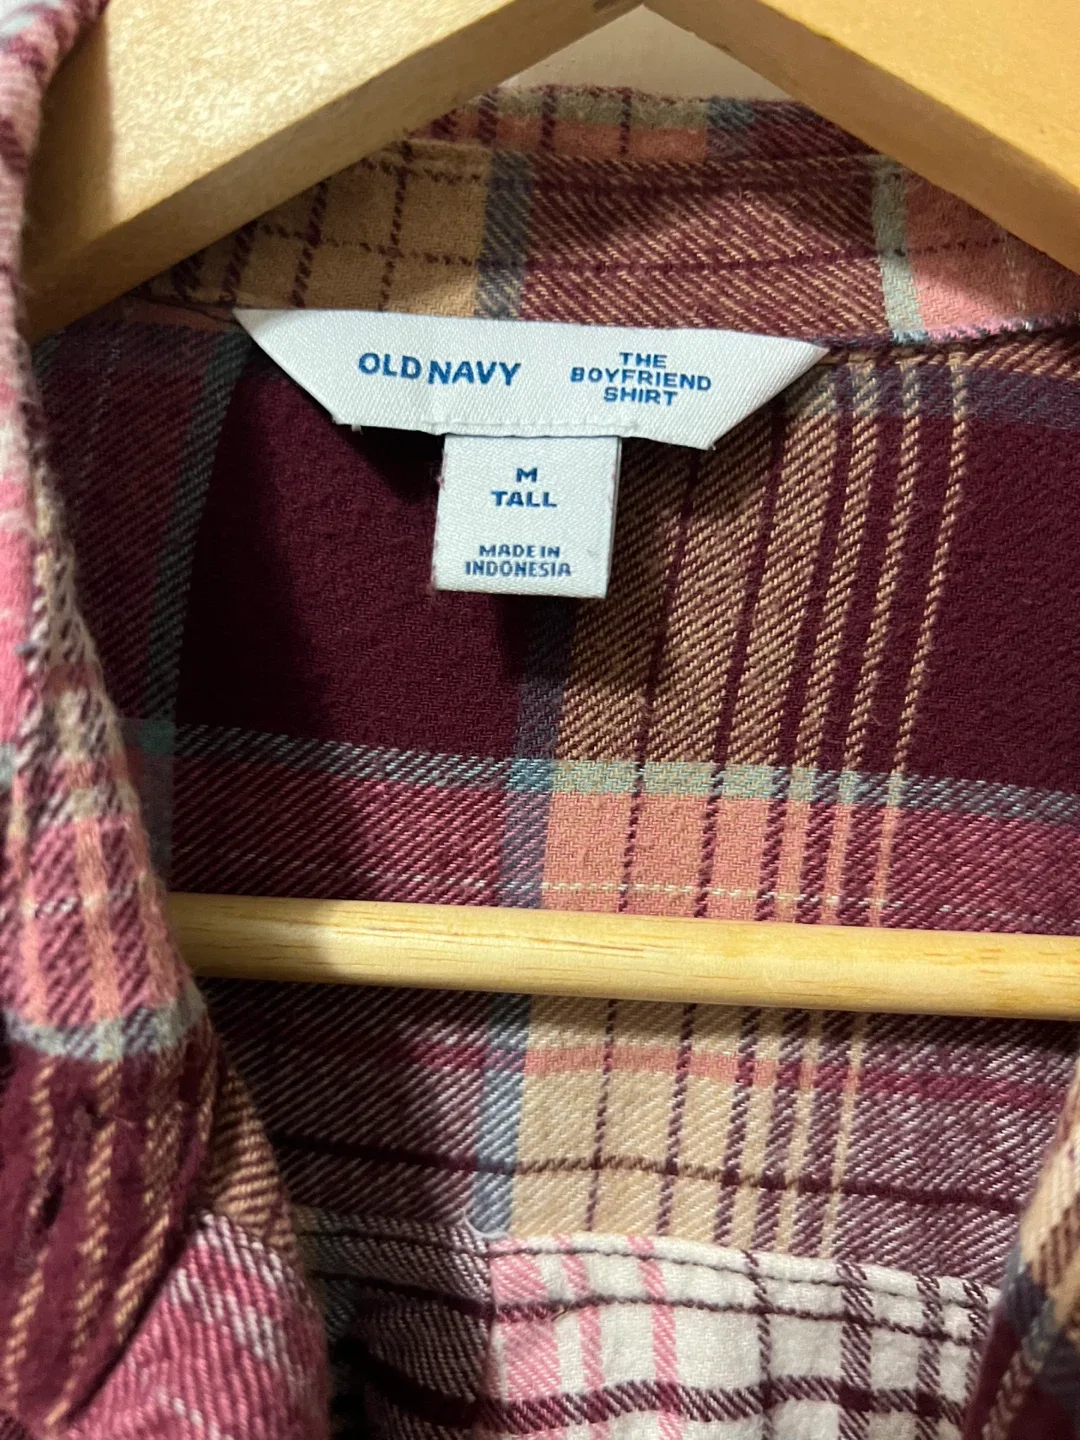 OLD NAVY
THE
BOYFRIEND
SHIRT
M
TALL
MADE IN
INDONESIA